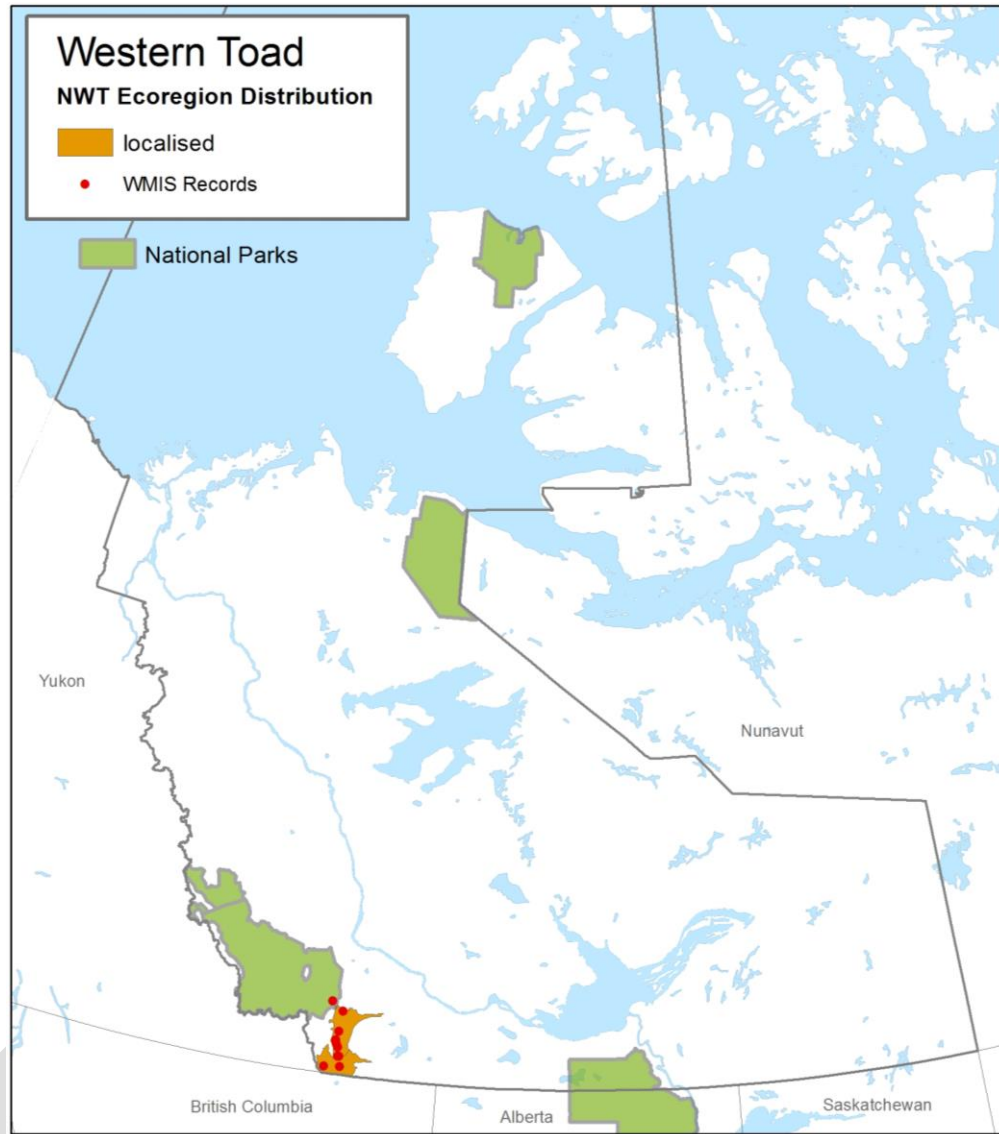 Western Toad
NWT Ecoregion Distribution
localised
WMIS Records
National Parks
Yukon
Nunavut
British Columbia
Alberta
Saskatchewan